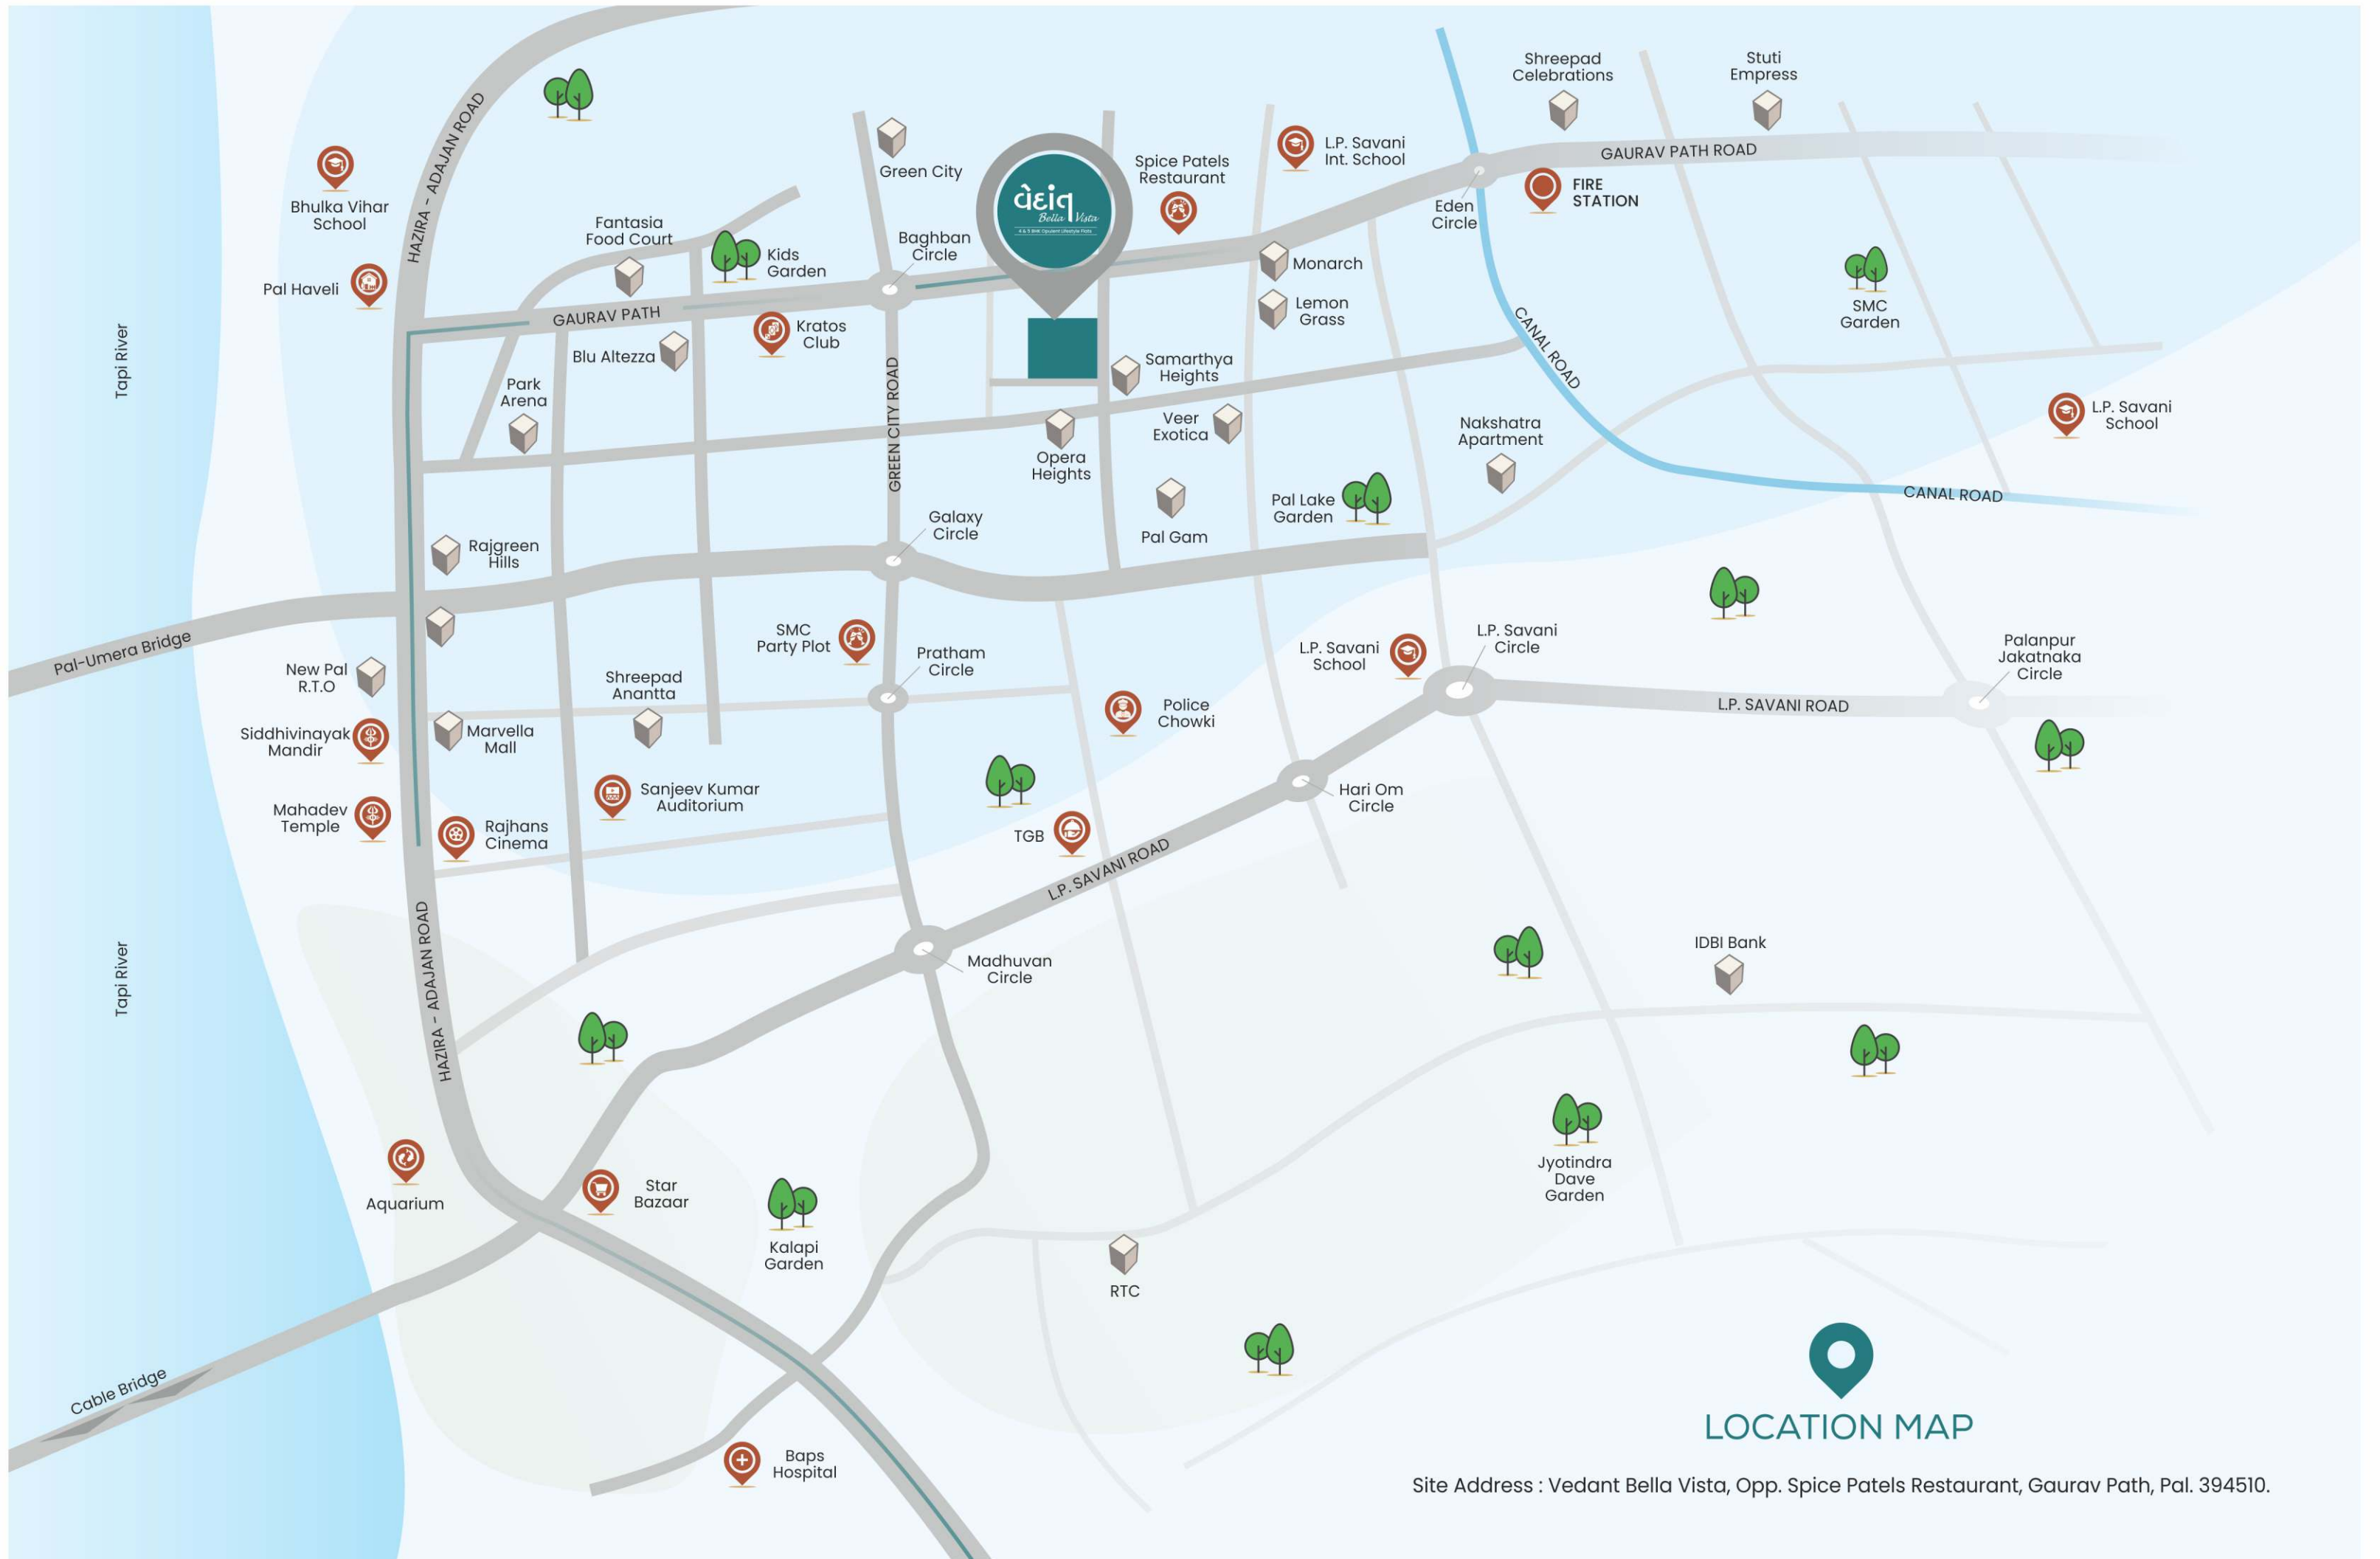 Shreepad
Celebrations
Stuti
Empress
HAZIRA - ADAJAN ROAD
Green City
L.P. Savani
Int. School
GAURAV PATH ROAD
Bhulka Vihar
School
Spice Patels
Restaurant
વેદાંત
Bella Vista
4 & 5 BHK Opulent Lifestyle Flats
FIRE
STATION
Eden
Circle
Fantasia
Food Court
Kids
Garden
Baghban
Circle
Monarch
Pal Haveli
GAURAV PATH
Lemon
Grass
SMC
Garden
Kratos
Club
Blu Altezza
CANAL ROAD
Tapi River
Park
Arena
GREEN CITY ROAD
Samarthya
Heights
Veer
Exotica
Nakshatra
Apartment
L.P. Savani
School
Opera
Heights
CANAL ROAD
Pal Lake
Garden
Pal Gam
Galaxy
Circle
Rajgreen
Hills
Pal-Umera Bridge
New Pal
R.T.O
SMC
Party Plot
Pratham
Circle
L.P. Savani
School
L.P. Savani
Circle
Palanpur
Jakatnaka
Circle
Shreepad
Anantta
Police
Chowki
L.P. SAVANI ROAD
Siddhivinayak
Mandir
Marvella
Mall
Sanjeev Kumar
Auditorium
Hari Om
Circle
Mahadev
Temple
Rajhans
Cinema
TGB
L.P. SAVANI ROAD
Tapi River
HAZIRA - ADAJAN ROAD
Madhuvan
Circle
IDBI Bank
Aquarium
Star
Bazaar
Jyotindra
Dave
Garden
Kalapi
Garden
RTC
Cable Bridge
Baps
Hospital
LOCATION MAP
Site Address : Vedant Bella Vista, Opp. Spice Patels Restaurant, Gaurav Path, Pal. 394510.